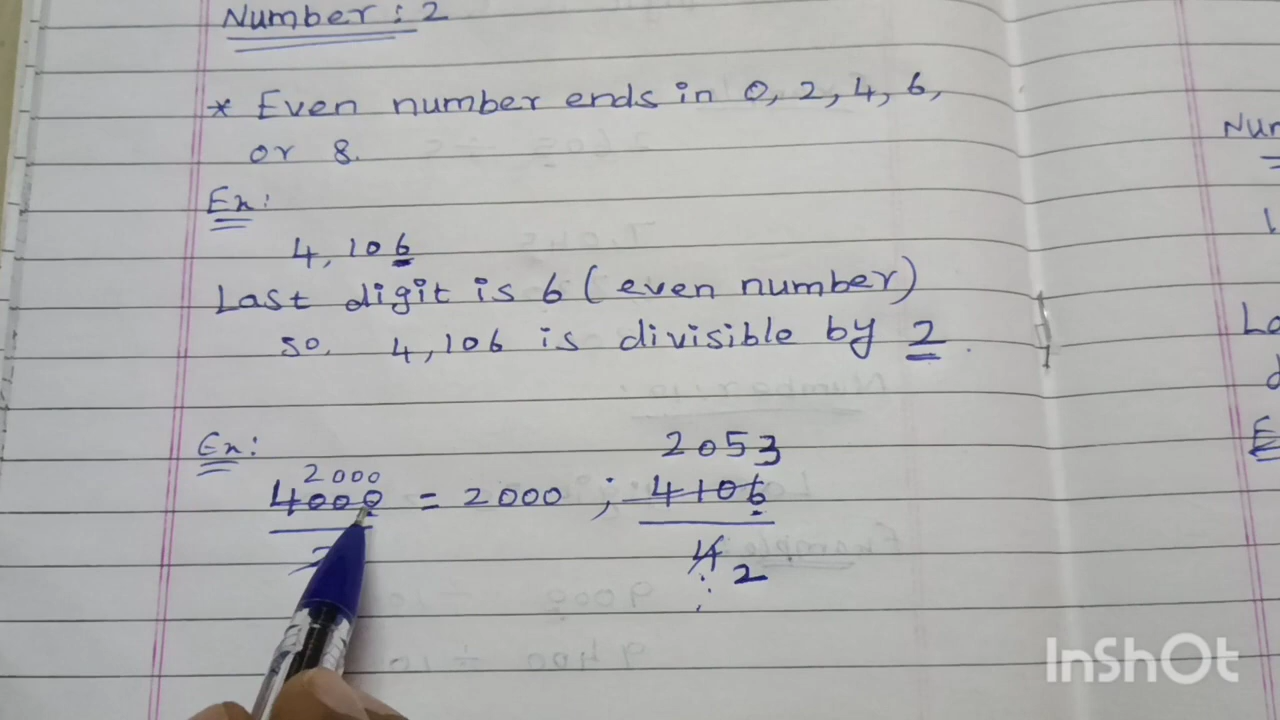 Number: 2
* Even number ends in 0, 2, 4, 6,
or 8.
Ex:
4,106
Last digit is 6 (even number)
so, 4,106 is divisible by 2.
Ex:
2000 2053
4000 = 2000 ; 4106
4
2
Num
InShOt